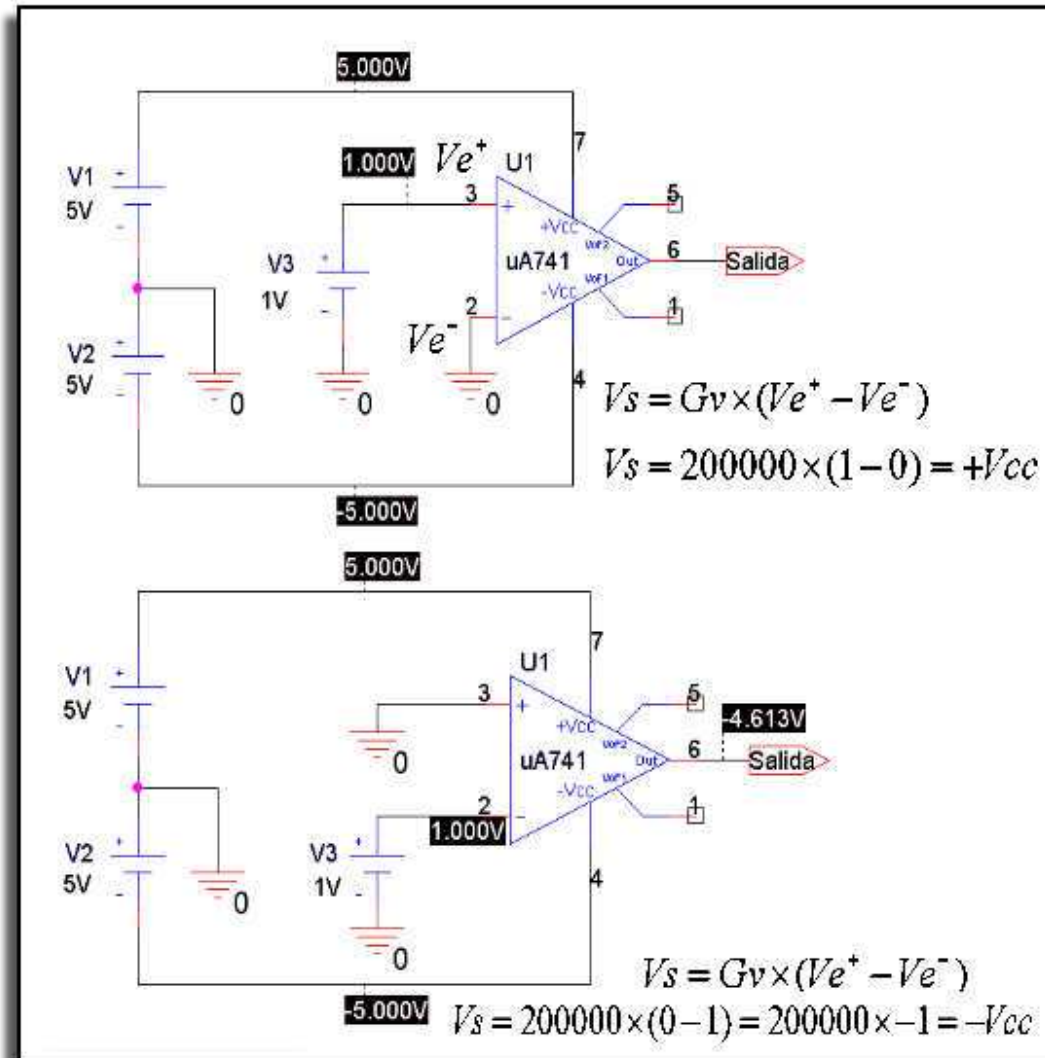 5.000V
7
1.000V
Ve⁺
U1
V1
5V
+
-
3
+
+Vcc
VoF2
5
V3
1V
+
-
uA741
Out
6
Salida
2
-
-Vcc
VoF1
1
Ve⁻
V2
5V
+
-
0
0
0
4
Vs = Gv×(Ve⁺ – Ve⁻)
Vs = 200000×(1–0) = +Vcc
-5.000V
5.000V
7
U1
V1
5V
+
-
3
+
+Vcc
VoF2
5
-4.613V
0
uA741
Out
6
Salida
2
-
-Vcc
VoF1
1
1.000V
V2
5V
+
-
V3
1V
+
-
4
0
0
Vs = Gv×(Ve⁺ – Ve⁻)
-5.000V
Vs = 200000×(0–1) = 200000×–1 = –Vcc